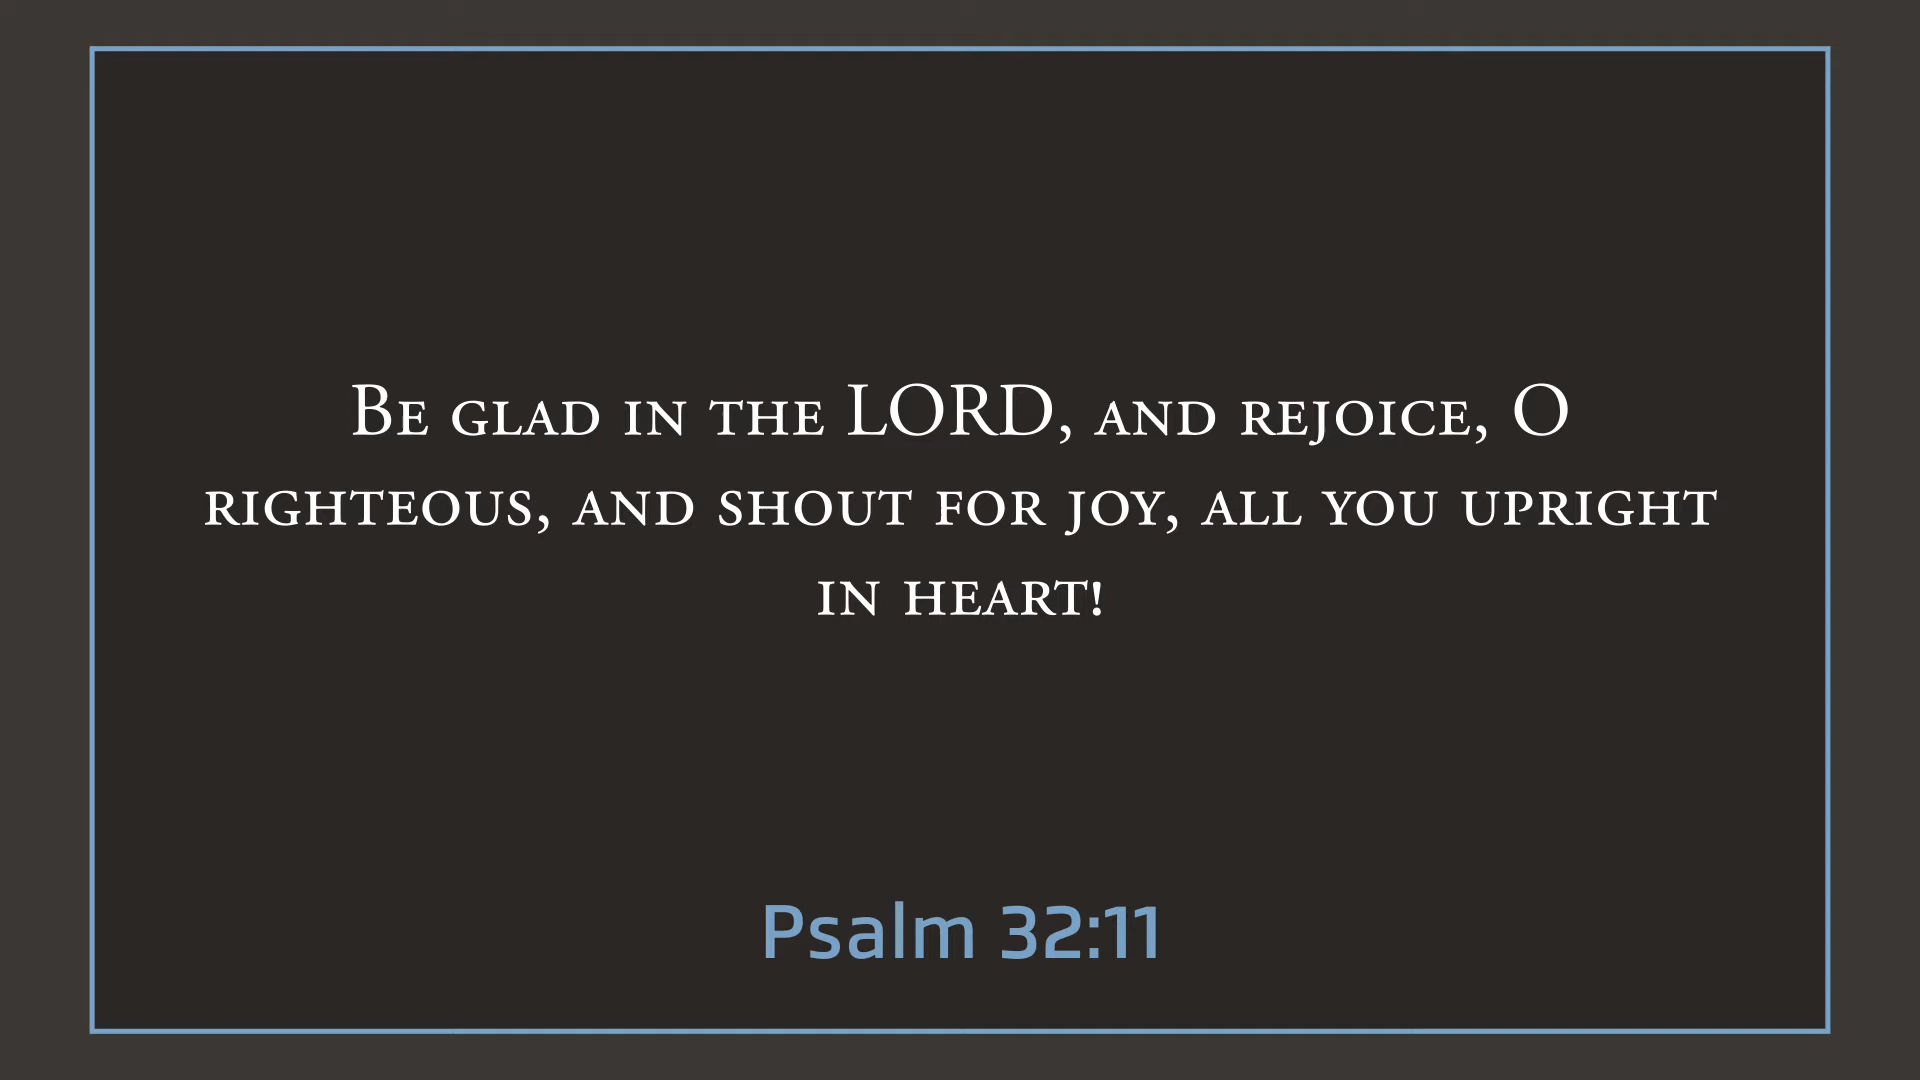 Be glad in the LORD, and rejoice, O
righteous, and shout for joy, all you upright
in heart!
Psalm 32:11